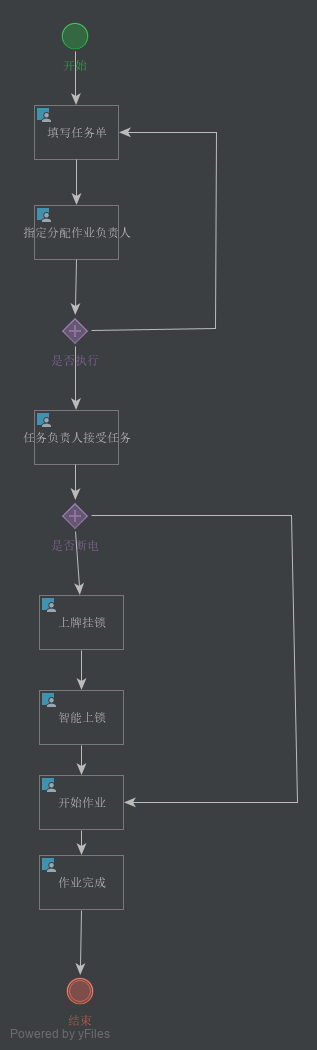 开始
填写任务单
指定分配作业负责人
是否执行
任务负责人接受任务
是否断电
上牌挂锁
智能上锁
开始作业
作业完成
结束
Powered by yFiles